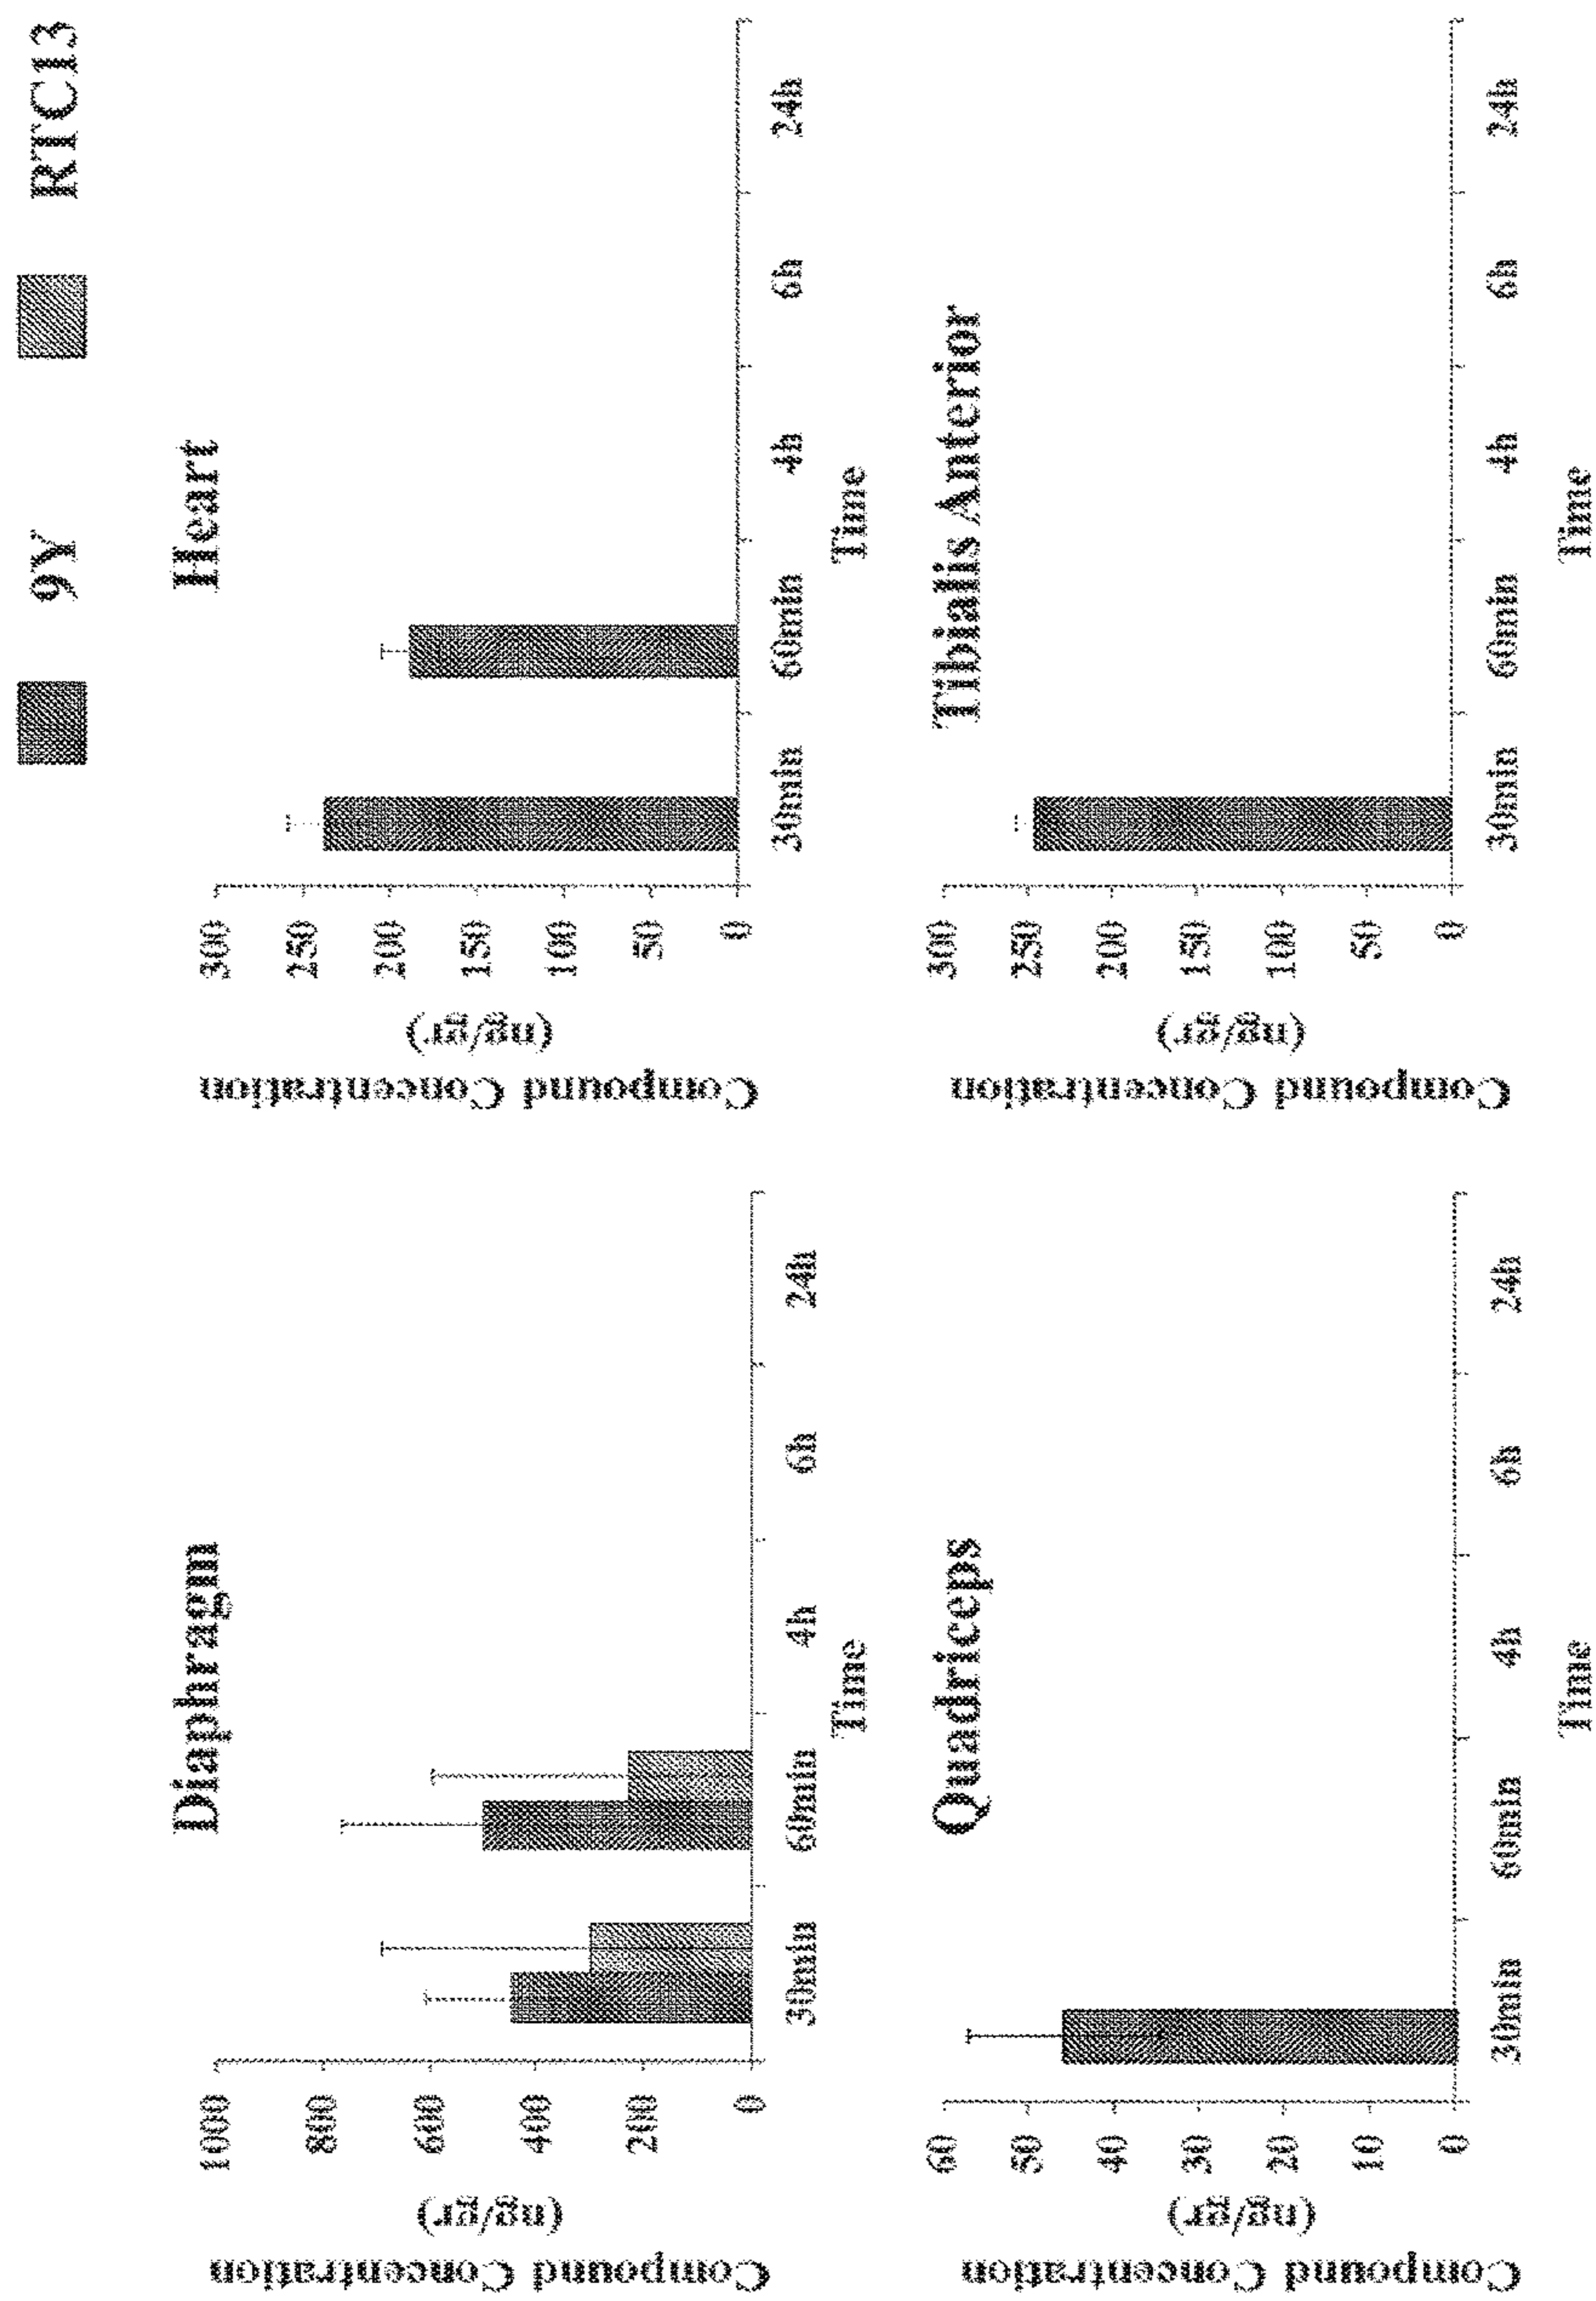 9Y RTC13
Diaphragm
Compound Concentration
(ng/gr)
1000
800
600
400
200
0
30min 60min 4h 6h 24h
Time
Heart
Compound Concentration
(ng/gr)
300
250
200
150
100
50
0
30min 60min 4h 6h 24h
Time
Quadriceps
Compound Concentration
(ng/gr)
60
50
40
30
20
10
0
30min 60min 4h 6h 24h
Time
Tibialis Anterior
Compound Concentration
(ng/gr)
300
250
200
150
100
50
0
30min 60min 4h 6h 24h
Time